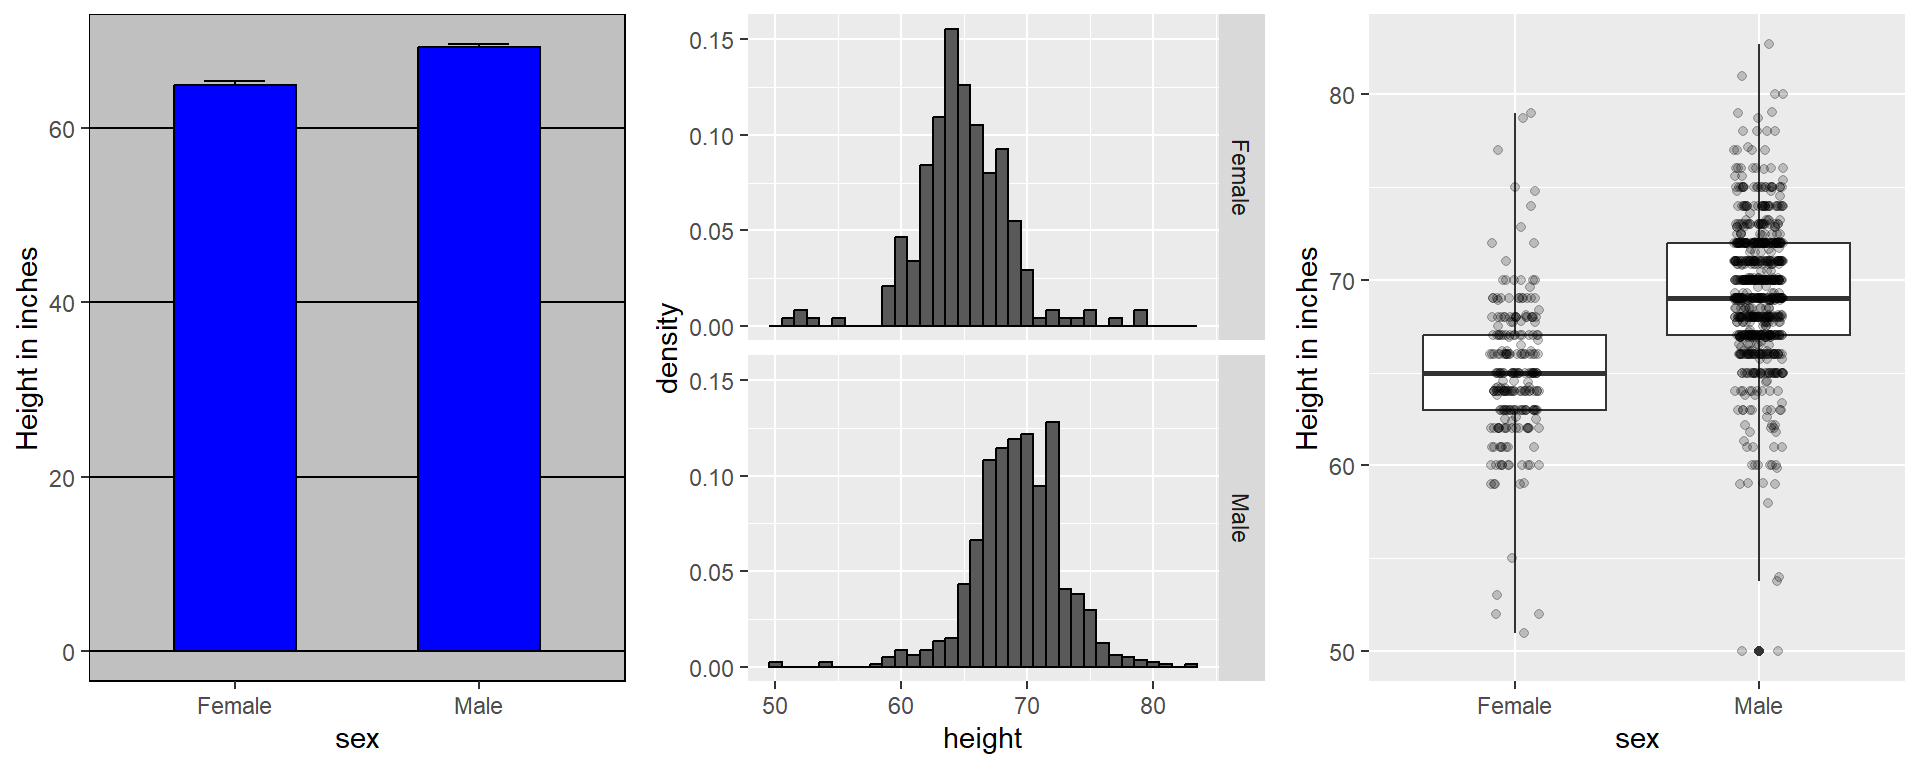 Height in inches
60
40
20
0
Female Male
sex
density
0.15
0.10
0.05
0.00
Female
0.15
0.10
0.05
0.00
Male
50 60 70 80
height
Height in inches
80
70
60
50
Female Male
sex